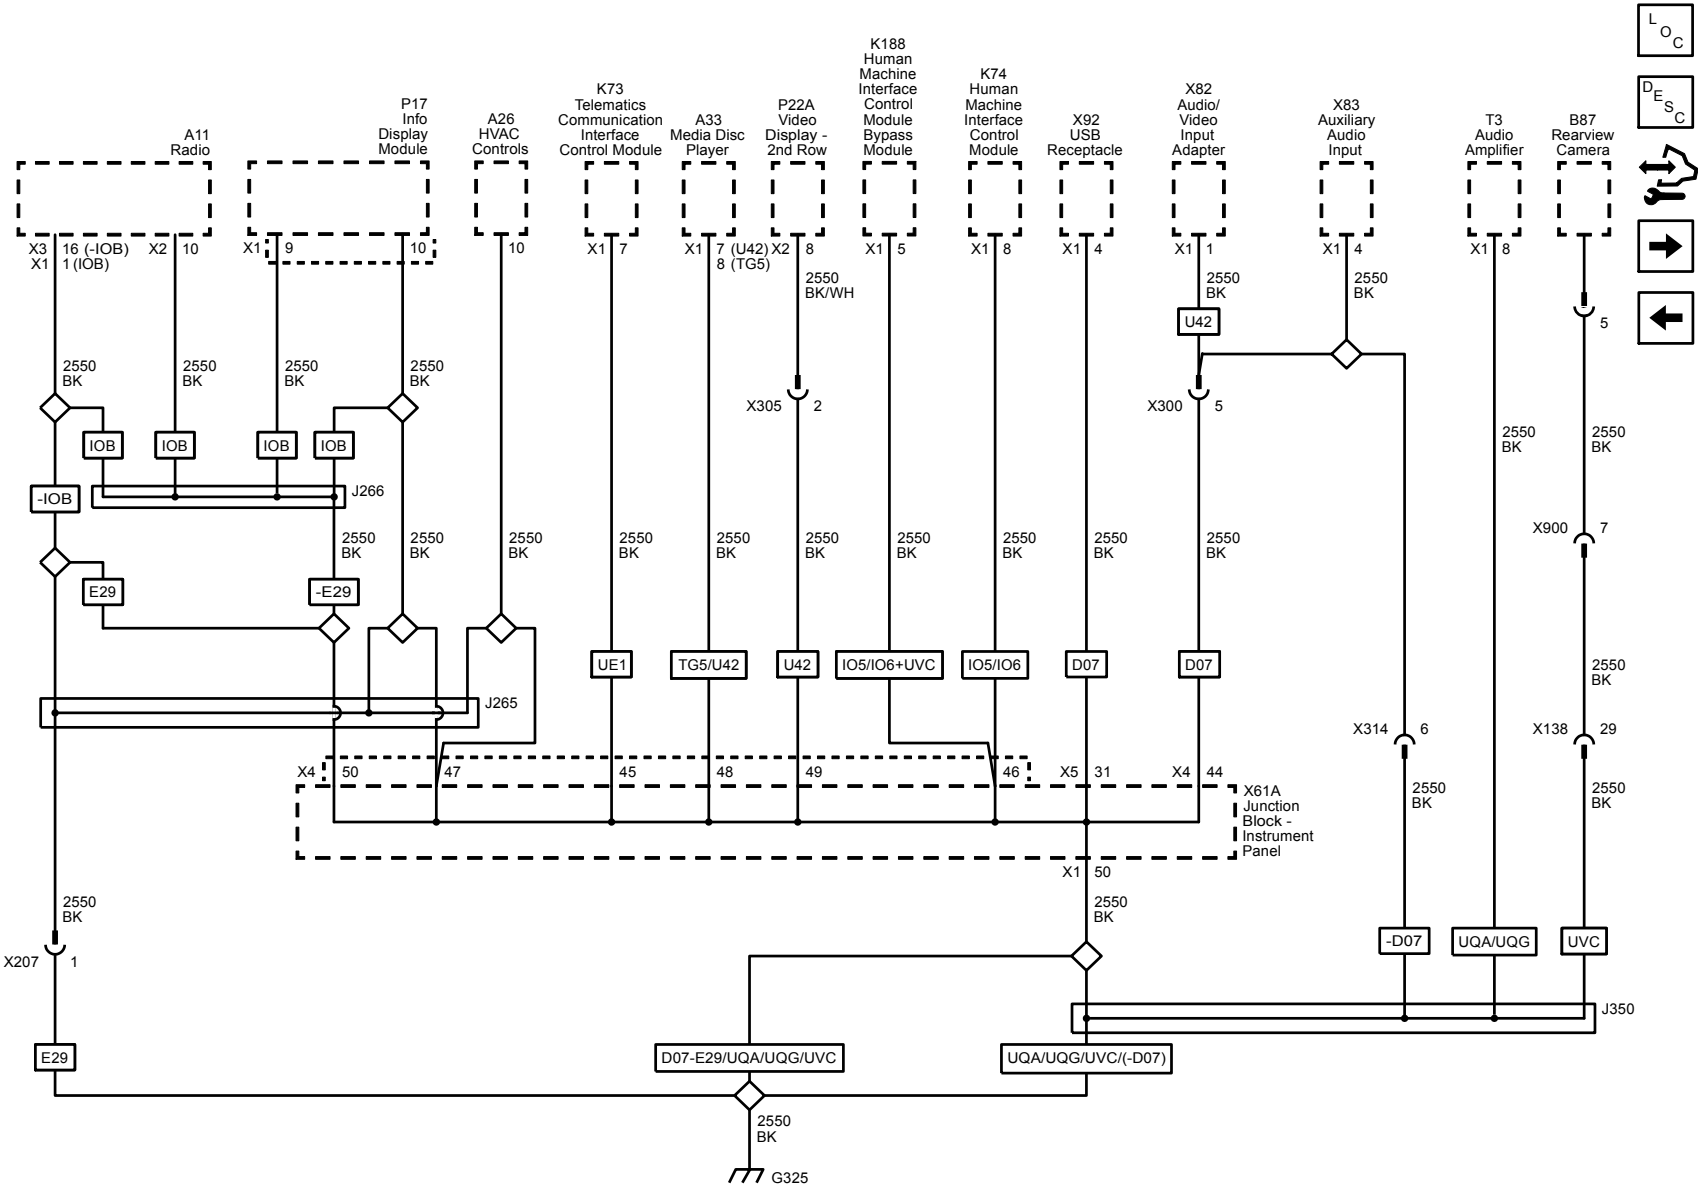 L
O
C
D
E
S
C
A11
Radio
P17
Info
Display
Module
A26
HVAC
Controls
K73
Telematics
Communication
Interface
Control Module
A33
Media Disc
Player
P22A
Video
Display -
2nd Row
K188
Human
Machine
Interface
Control
Module
Bypass
Module
K74
Human
Machine
Interface
Control
Module
X92
USB
Receptacle
X82
Audio/
Video
Input
Adapter
X83
Auxiliary
Audio
Input
T3
Audio
Amplifier
B87
Rearview
Camera
X3 16 (-IOB)
X1 1 (IOB)
X2 10
X1 9
10
10
X1 7
X1 7 (U42)
8 (TG5)
X2 8
X1 5
X1 8
X1 4
X1 1
X1 4
X1 8
2550
BK/WH
2550
BK
2550
BK
U42
5
2550
BK
2550
BK
2550
BK
2550
BK
X305 2
X300 5
IOB
IOB
IOB
IOB
2550
BK
2550
BK
-IOB
J266
2550
BK
2550
BK
2550
BK
2550
BK
2550
BK
2550
BK
2550
BK
2550
BK
2550
BK
2550
BK
X900 7
E29
-E29
UE1
TG5/U42
U42
IO5/IO6+UVC
IO5/IO6
D07
D07
2550
BK
J265
X314 6
X138 29
X4 50
47
45
48
49
46
X5 31
X4 44
2550
BK
2550
BK
X61A
Junction
Block -
Instrument
Panel
X1 50
2550
BK
2550
BK
X207 1
-D07
UQA/UQG
UVC
J350
E29
D07-E29/UQA/UQG/UVC
UQA/UQG/UVC/(-D07)
2550
BK
G325